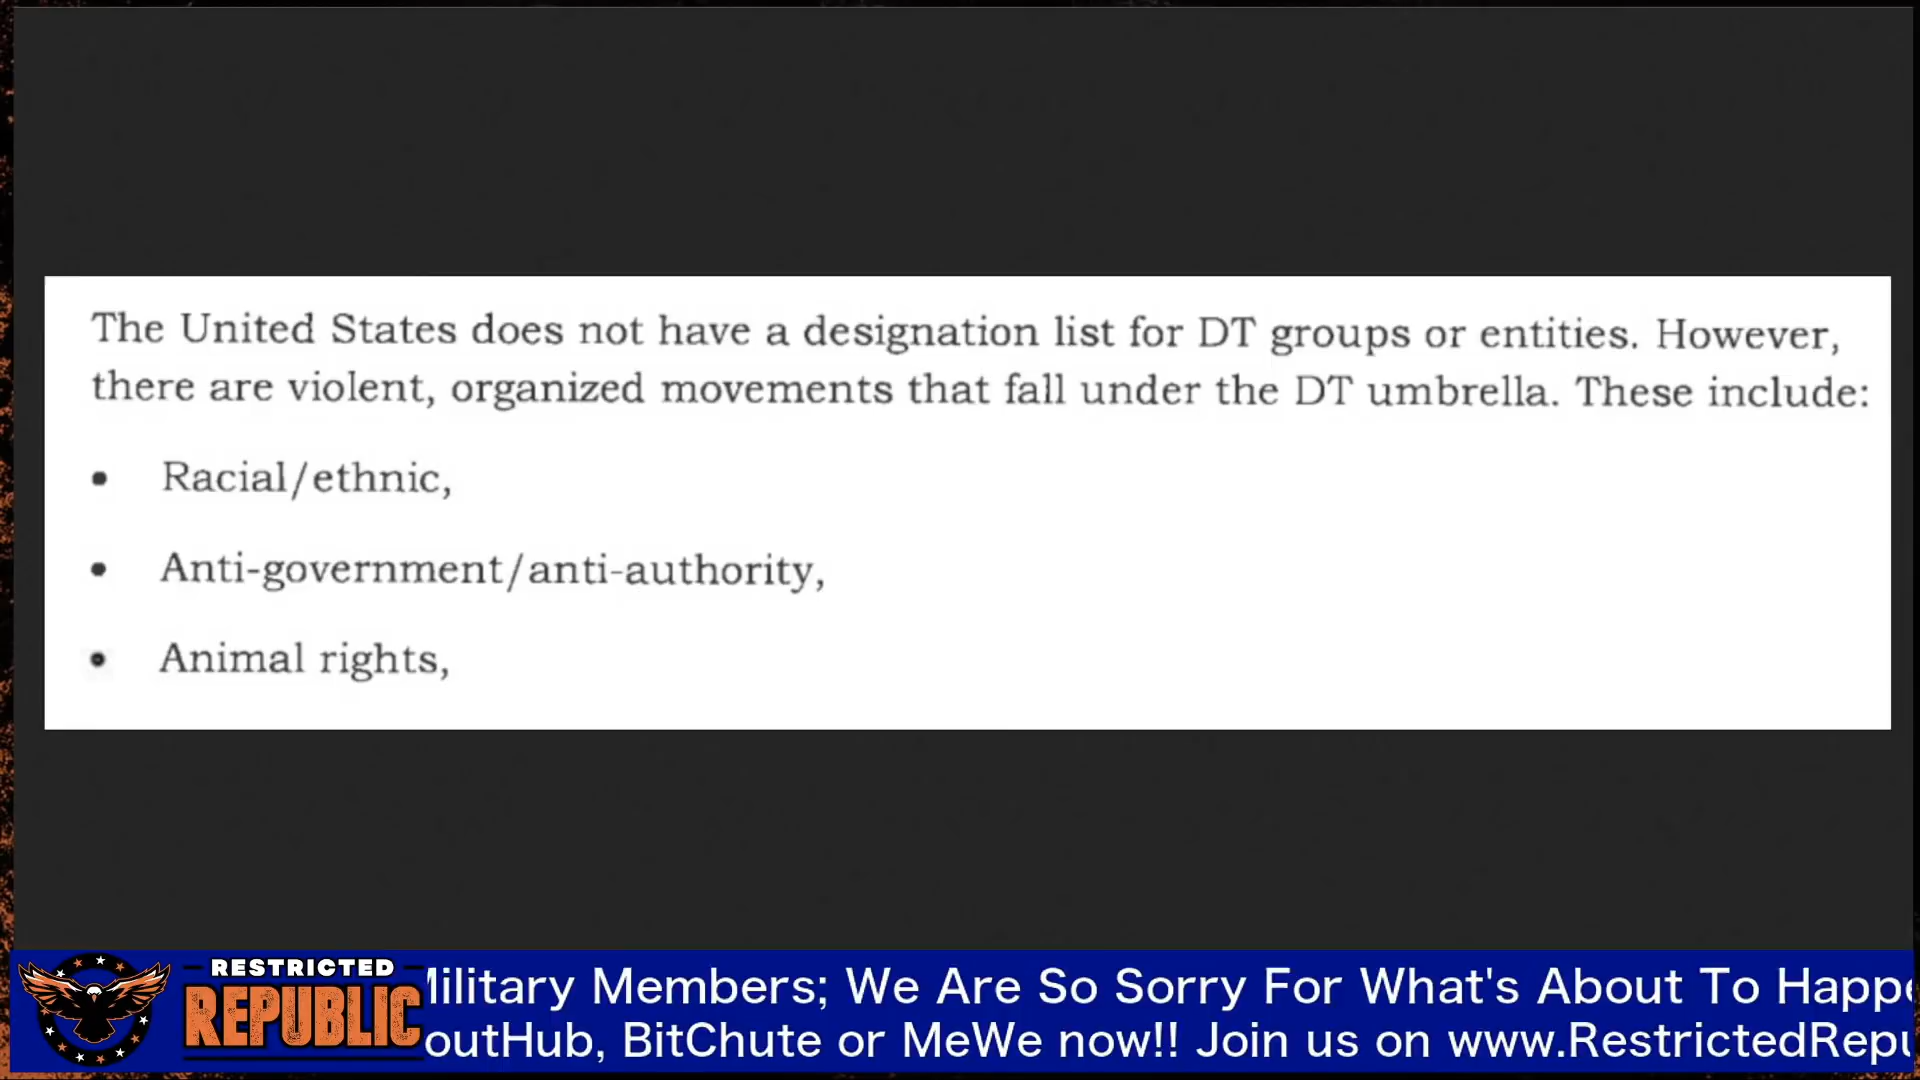 The United States does not have a designation list for DT groups or entities. However,
there are violent, organized movements that fall under the DT umbrella. These include:
• Racial/ethnic,
• Anti-government/anti-authority,
• Animal rights,
RESTRICTED
REPUBLIC
Military Members; We Are So Sorry For What's About To Happe
outHub, BitChute or MeWe now!! Join us on www.RestrictedRepu